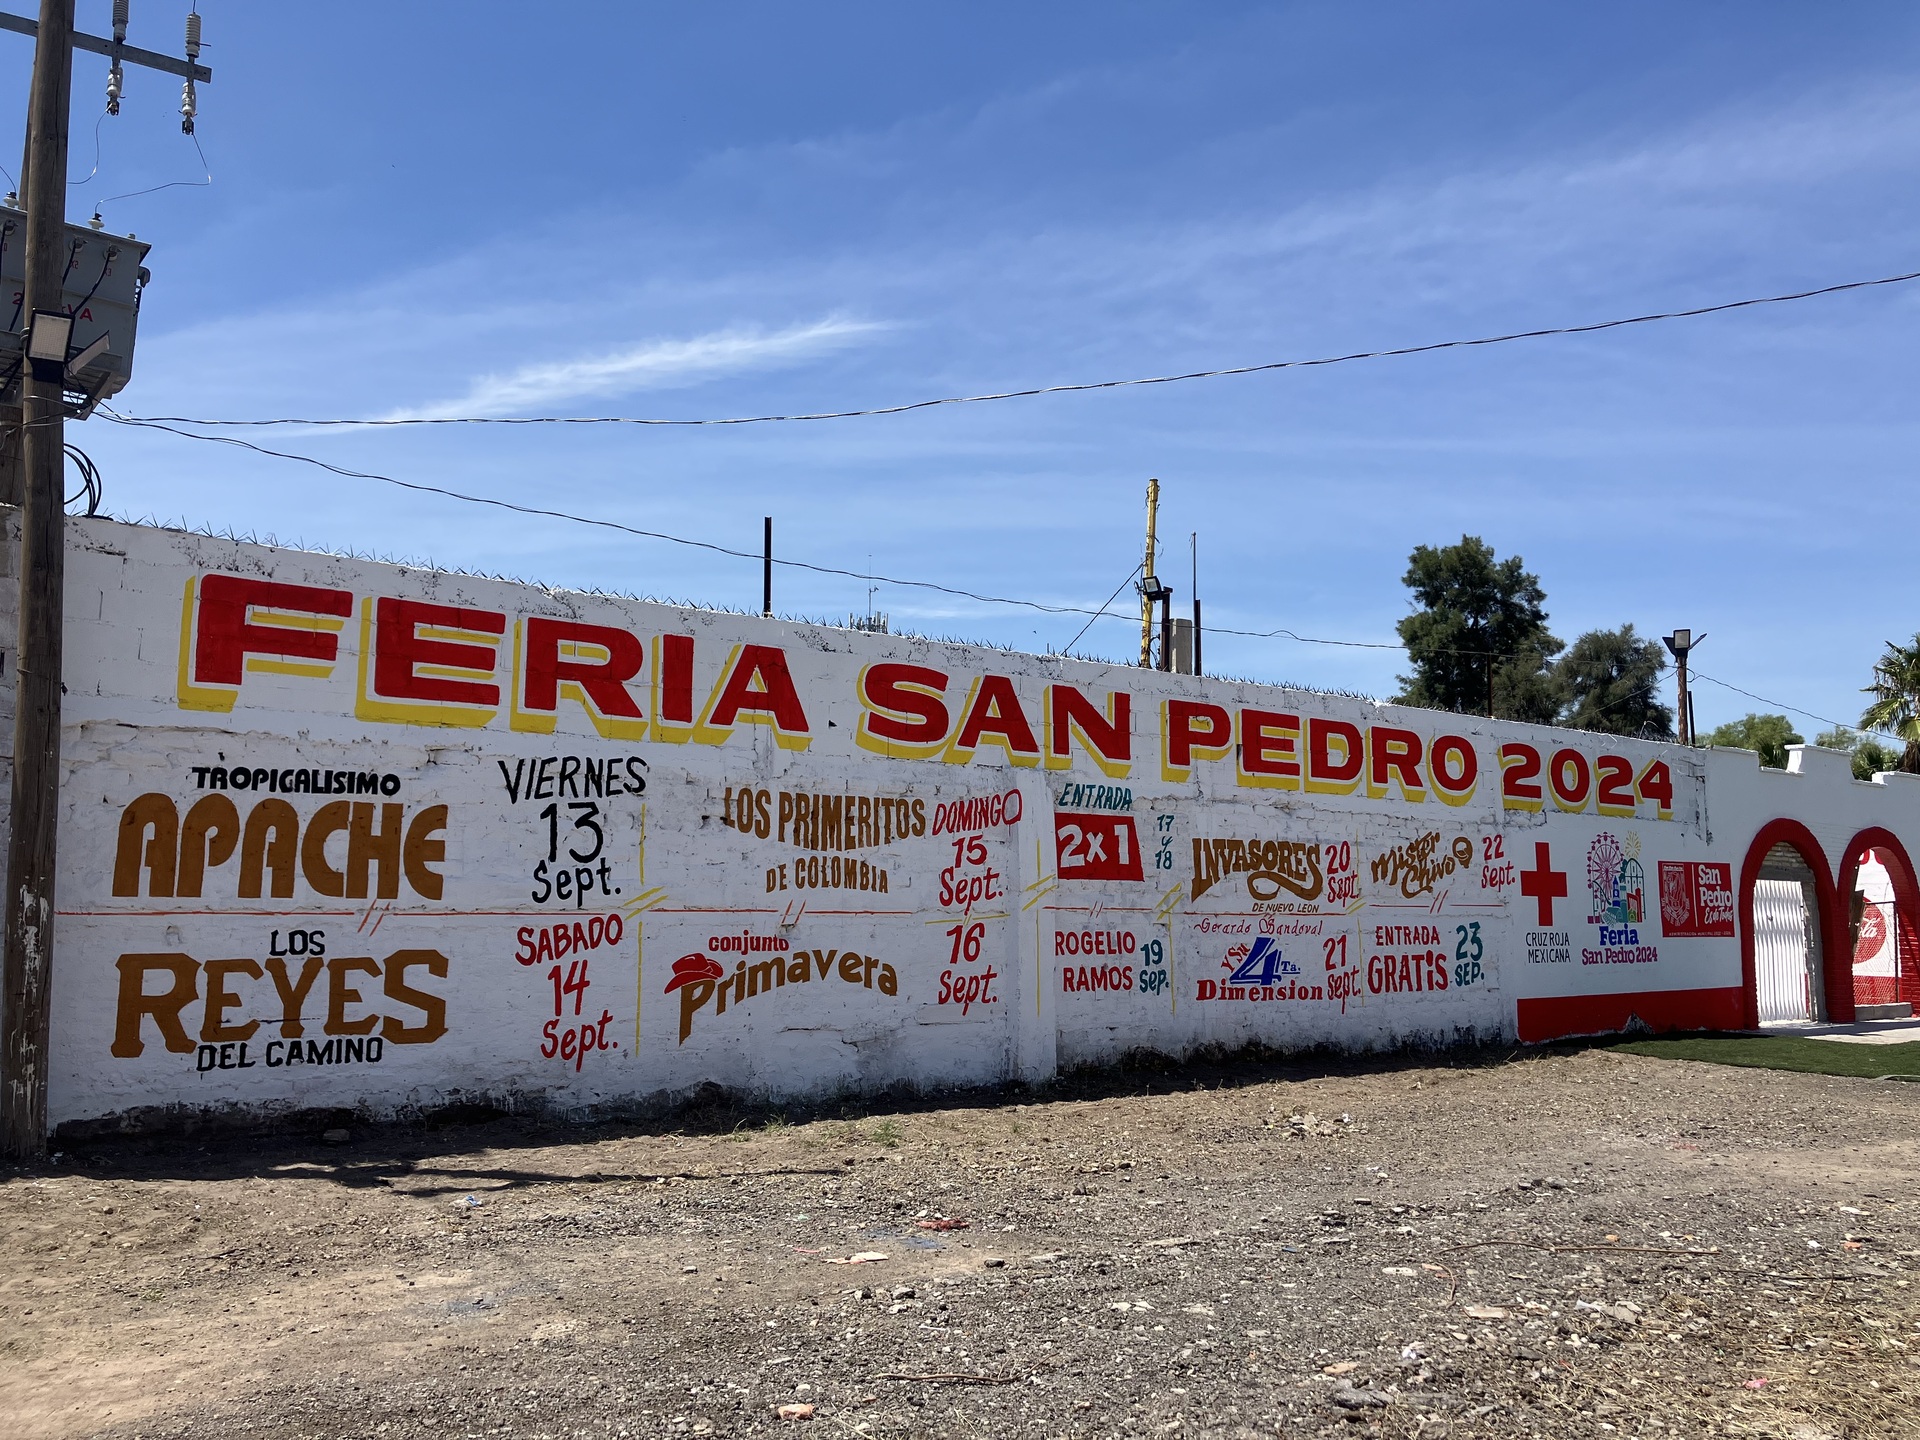 FERIA SAN PEDRO 2024
TROPICALISIMO
APACHE
VIERNES
13
Sept.
LOS
REYES
DEL CAMINO
SABADO
14
Sept.
LOS PRIMERITOS
DE COLOMBIA
DOMINGO
15
Sept.
conjunto
Primavera
16
Sept.
ENTRADA
2x1
17
y
18
ROGELIO
RAMOS
19
sep.
INVASORES
DE NUEVO LEON
20
Sept
Gerardo Sandoval
Y Su
4
Ta.
Dimension
21
Sept.
Mister
Chivo
22
Sept.
ENTRADA
GRATiS
23
SEP.
CRUZ ROJA
MEXICANA
Feria
San Pedro 2024
San
Pedro